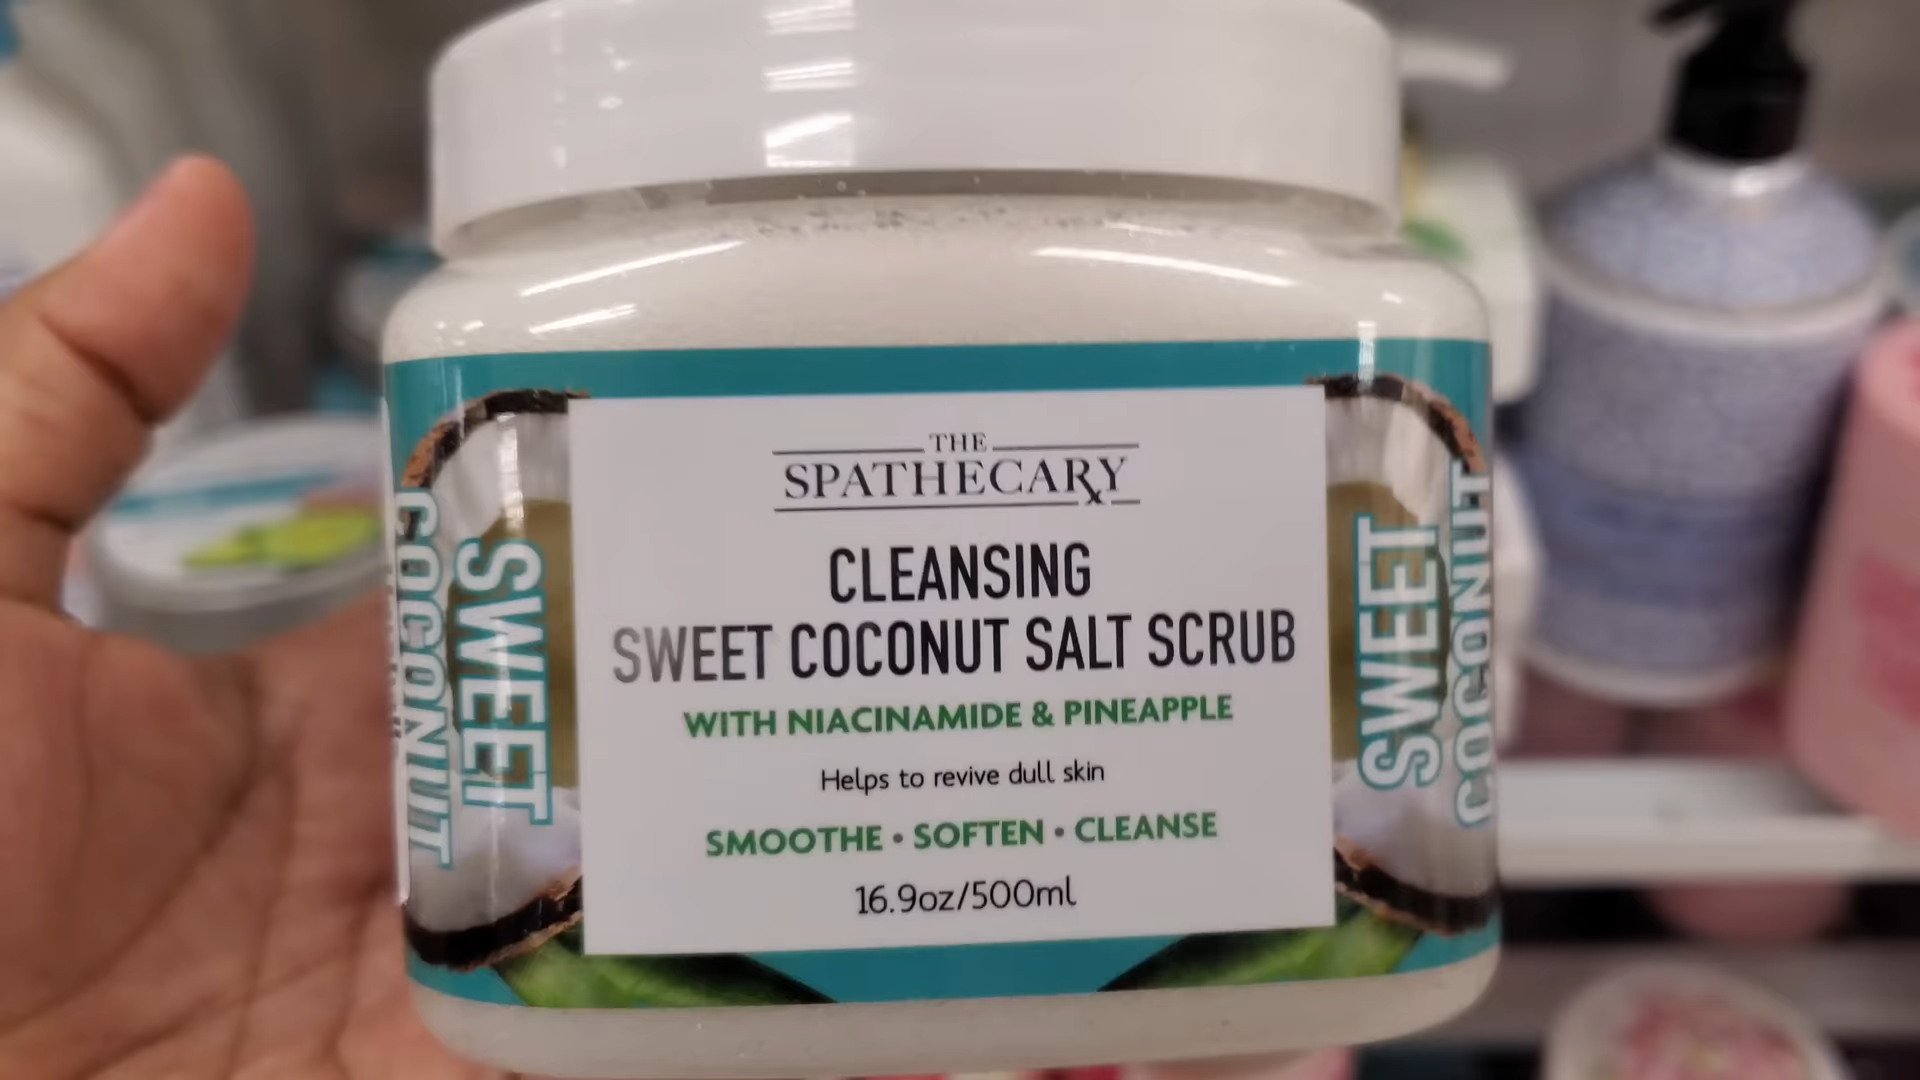 THE
SPATHECARY
CLEANSING
SWEET COCONUT SALT SCRUB
WITH NIACINAMIDE & PINEAPPLE
Helps to revive dull skin
SMOOTHE • SOFTEN • CLEANSE
16.9oz/500ml
SWEET
COCONUT
SWEET
COCONUT